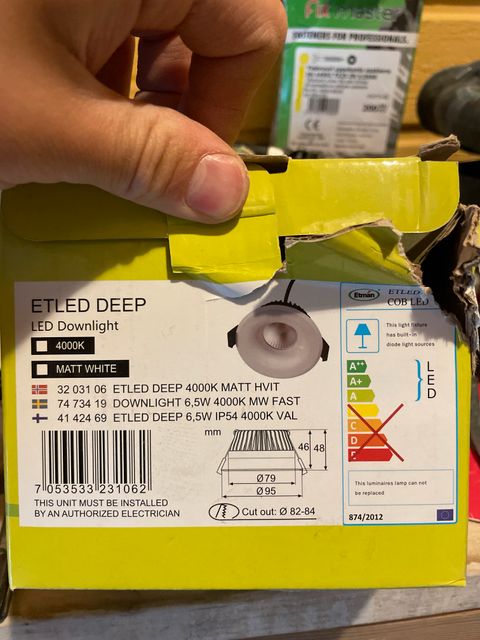 Fixmaster
FASTENERS FOR PROFESSIONALS.
ETLED DEEP
LED Downlight
4000K
MATT WHITE
32 031 06 ETLED DEEP 4000K MATT HVIT
74 734 19 DOWNLIGHT 6,5W 4000K MW FAST
41 424 69 ETLED DEEP 6,5W IP54 4000K VAL
7 053533 231062
THIS UNIT MUST BE INSTALLED
BY AN AUTHORIZED ELECTRICIAN
mm
46
48
Ø79
Ø95
Cut out: Ø 82-84
Etman
ETLED
COB LED
This light fixture
has built-in
diode light sources
A++
A+
A
B
C
D
E
LED
This luminaires lamp can not
be replaced
874/2012